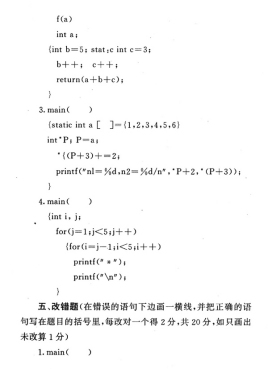 f(a)
int a;
{int b=5; stat:c int c=3;
b++; c++;
return(a+b+c);
}
3. main( )
{static int a [ ]={1,2,3,4,5,6}
int*P; P=a;
*{(P+3)+=2;
printf("n1=%d,n2=%d/n",*P+2,*(P+3));
}
4. main( )
{int i, j;
for(j=1;j<5;j++)
{for(i=j-1;i<5;i++)
printf("*");
printf("\n");
}
五、改错题(在错误的语句下边画一横线,并把正确的语
句写在题目的括号里,每改对一个得 2 分,共 20 分,如只画出
未改算 1 分)
1. main( )